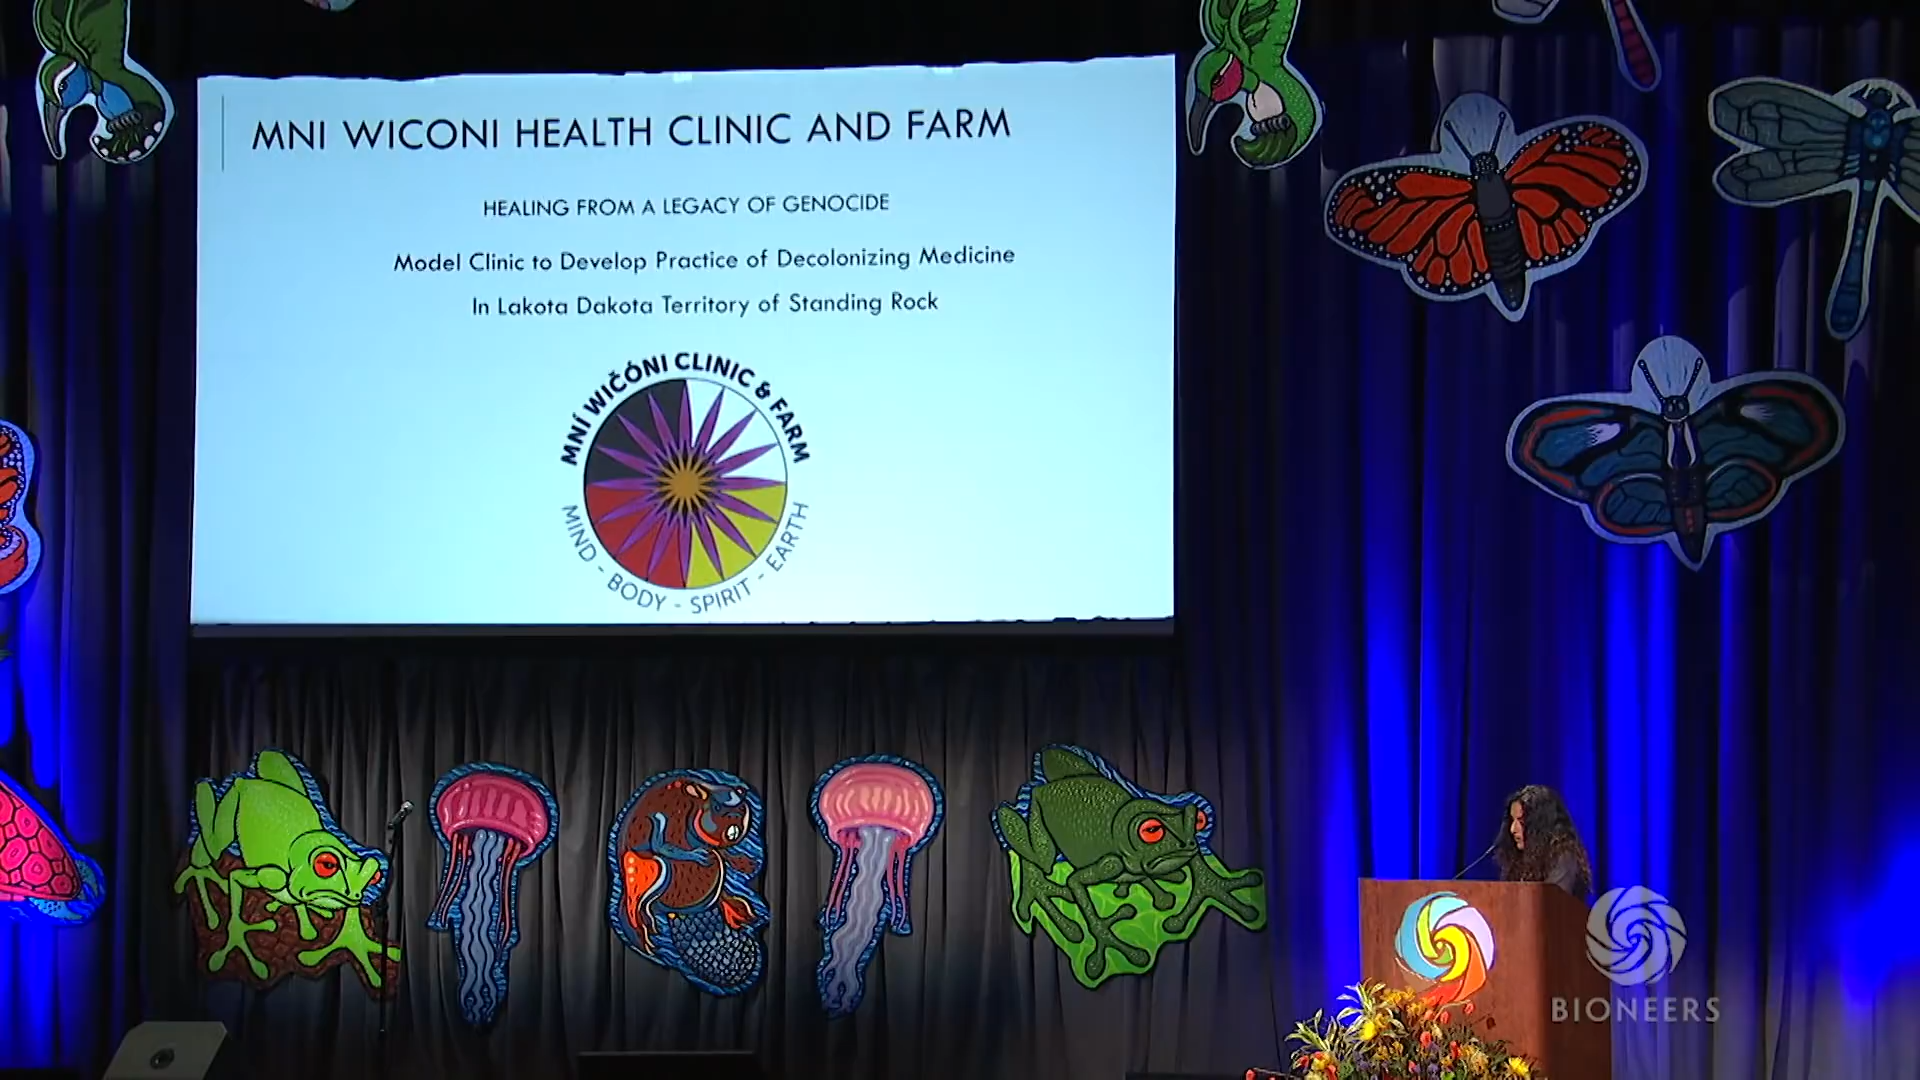 MNI WICONI HEALTH CLINIC AND FARM
HEALING FROM A LEGACY OF GENOCIDE
Model Clinic to Develop Practice of Decolonizing Medicine
In Lakota Dakota Territory of Standing Rock
MNÍ WIČÓNI CLINIC & FARM
MIND - BODY - SPIRIT - EARTH
BIONEERS